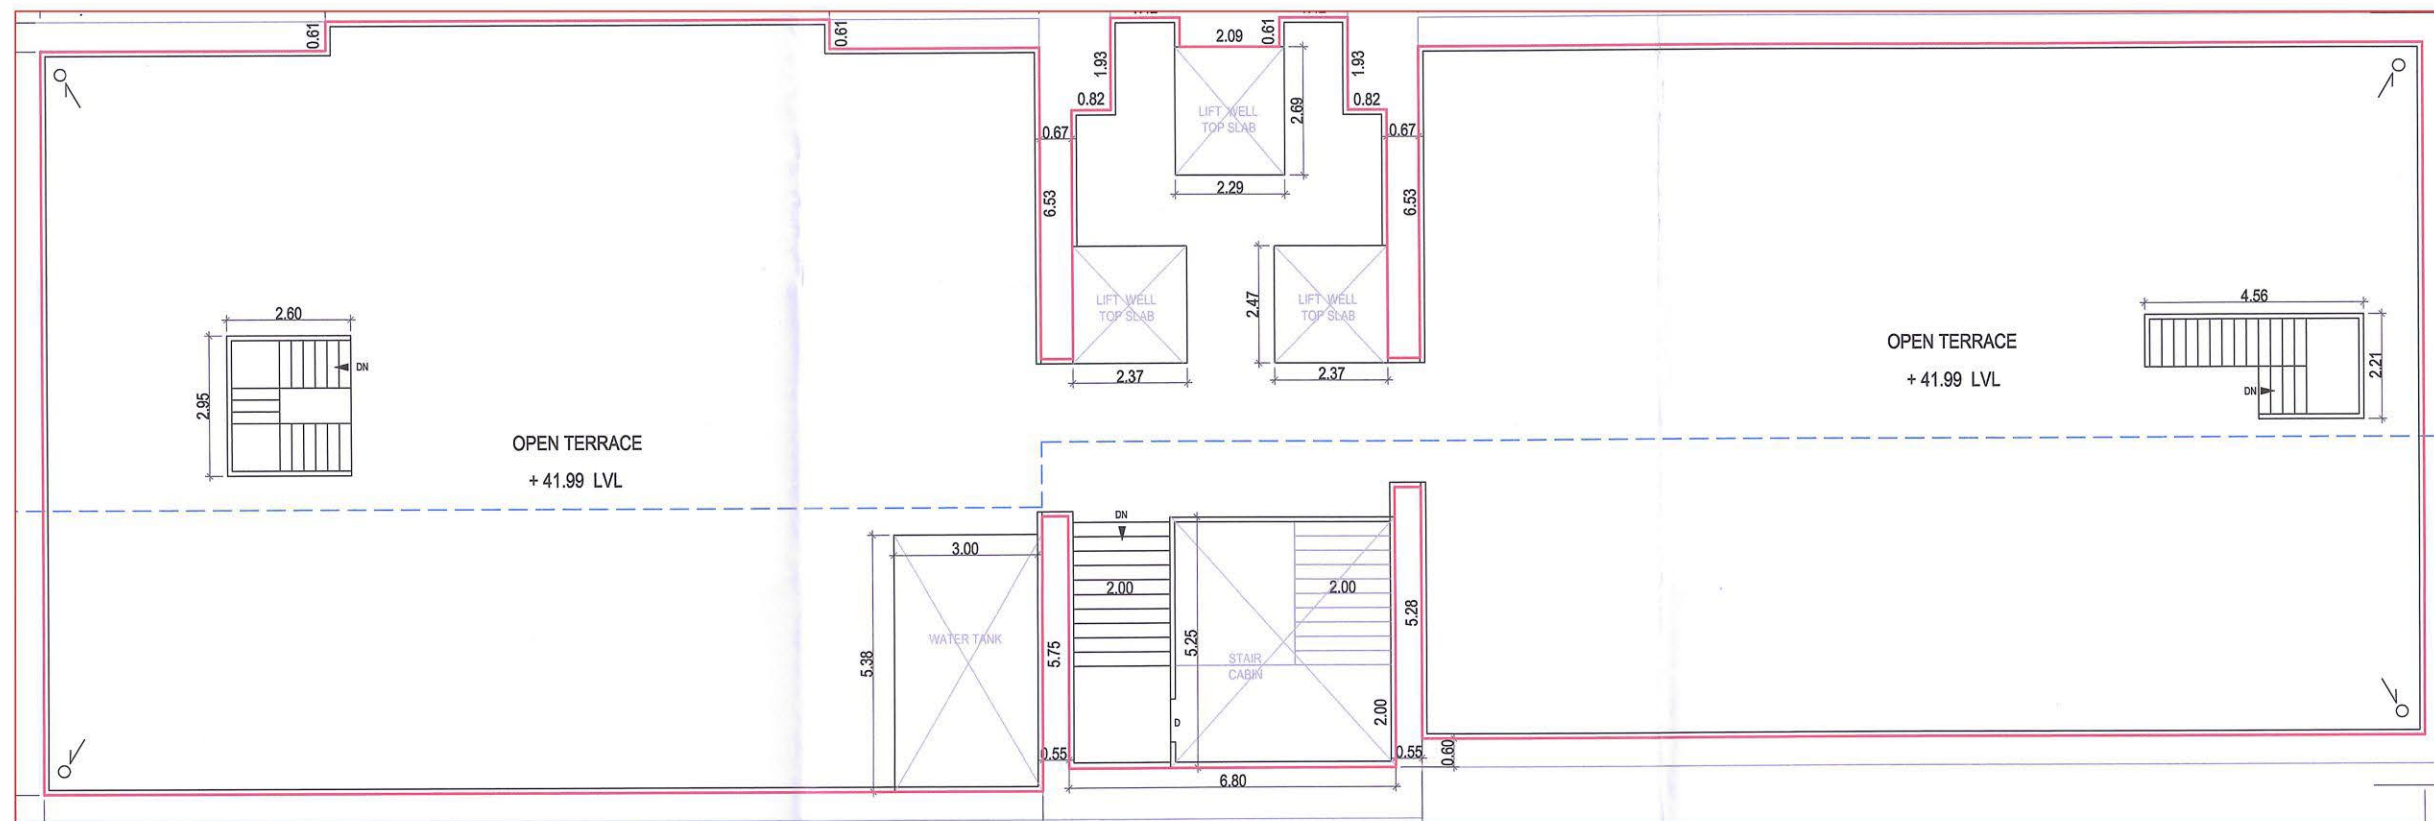 0.61
0.61
2.09
0.61
1.93
1.93
0.82
0.82
LIFT WELL
TOP SLAB
2.69
0.67
0.67
2.29
6.53
6.53
LIFT WELL
TOP SLAB
2.47
LIFT WELL
TOP SLAB
2.37
2.37
2.60
DN
2.95
4.56
OPEN TERRACE
+ 41.99 LVL
2.21
DN
OPEN TERRACE
+ 41.99 LVL
DN
3.00
2.00
2.00
WATER TANK
5.38
5.75
5.25
STAIR
CABIN
5.28
2.00
D
0.55
0.55
0.60
6.80